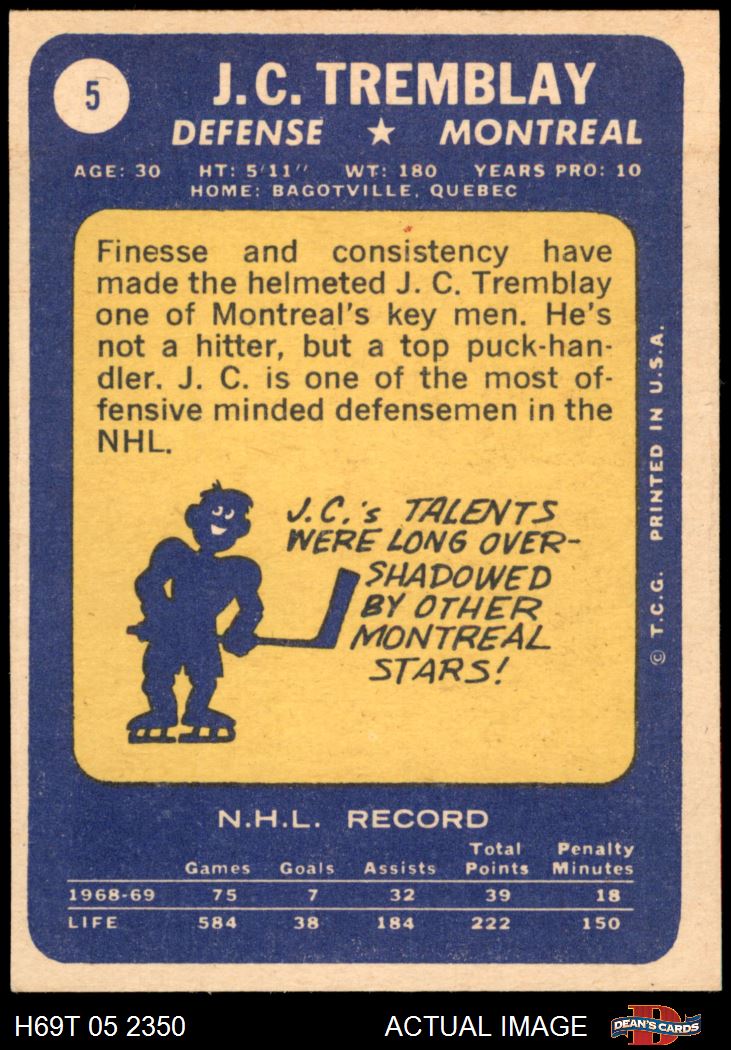 5
J.C. TREMBLAY
DEFENSE ★ MONTREAL
AGE: 30 HT: 5'11" WT: 180 YEARS PRO: 10
HOME: BAGOTVILLE, QUEBEC
Finesse and consistency have
made the helmeted J. C. Tremblay
one of Montreal's key men. He's
not a hitter, but a top puck-han-
dler. J. C. is one of the most of-
fensive minded defensemen in the
NHL.
J.C.'s TALENTS
WERE LONG OVER-
SHADOWED
BY OTHER
MONTREAL
STARS!
© T.C.G. PRINTED IN U.S.A.
N.H.L. RECORD
Games Goals Assists Total Points Penalty Minutes
1968-69 75 7 32 39 18
LIFE 584 38 184 222 150
H69T 05 2350 ACTUAL IMAGE
D
DEAN'S CARDS